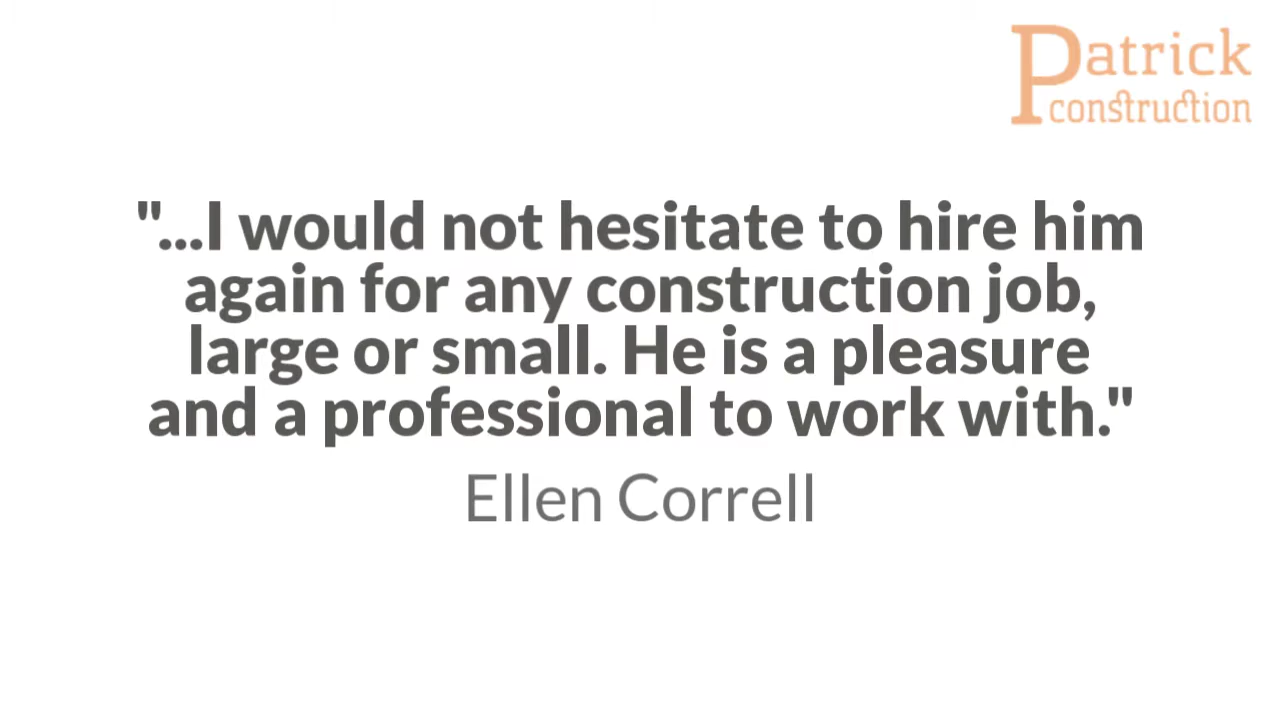 Patrick
construction
"...I would not hesitate to hire him
again for any construction job,
large or small. He is a pleasure
and a professional to work with."
Ellen Correll